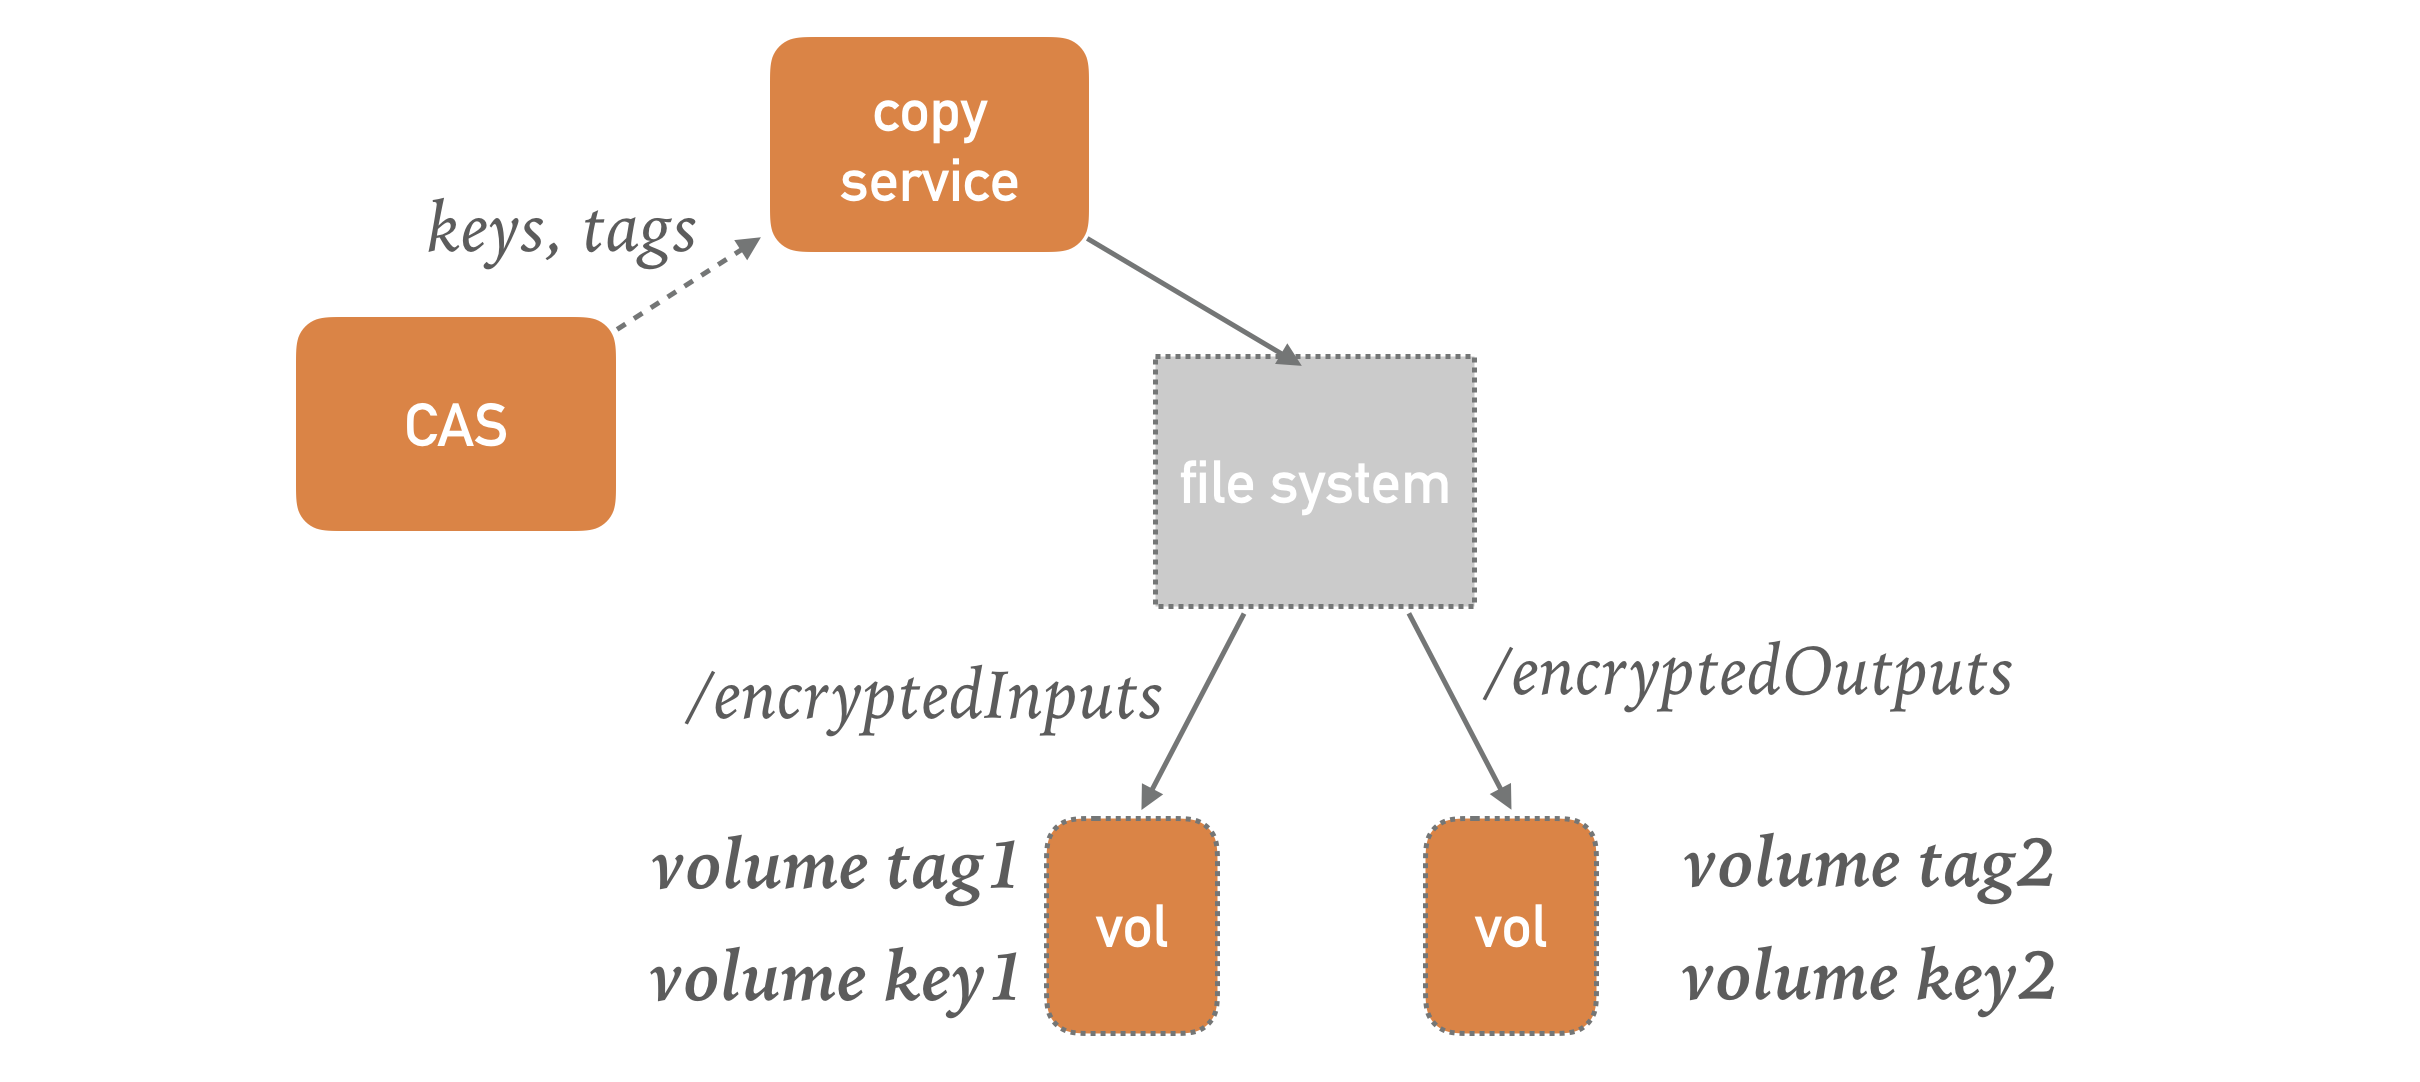 copy
service
keys, tags
CAS
file system
/encryptedInputs
/encryptedOutputs
volume tag1
volume key1
vol
vol
volume tag2
volume key2